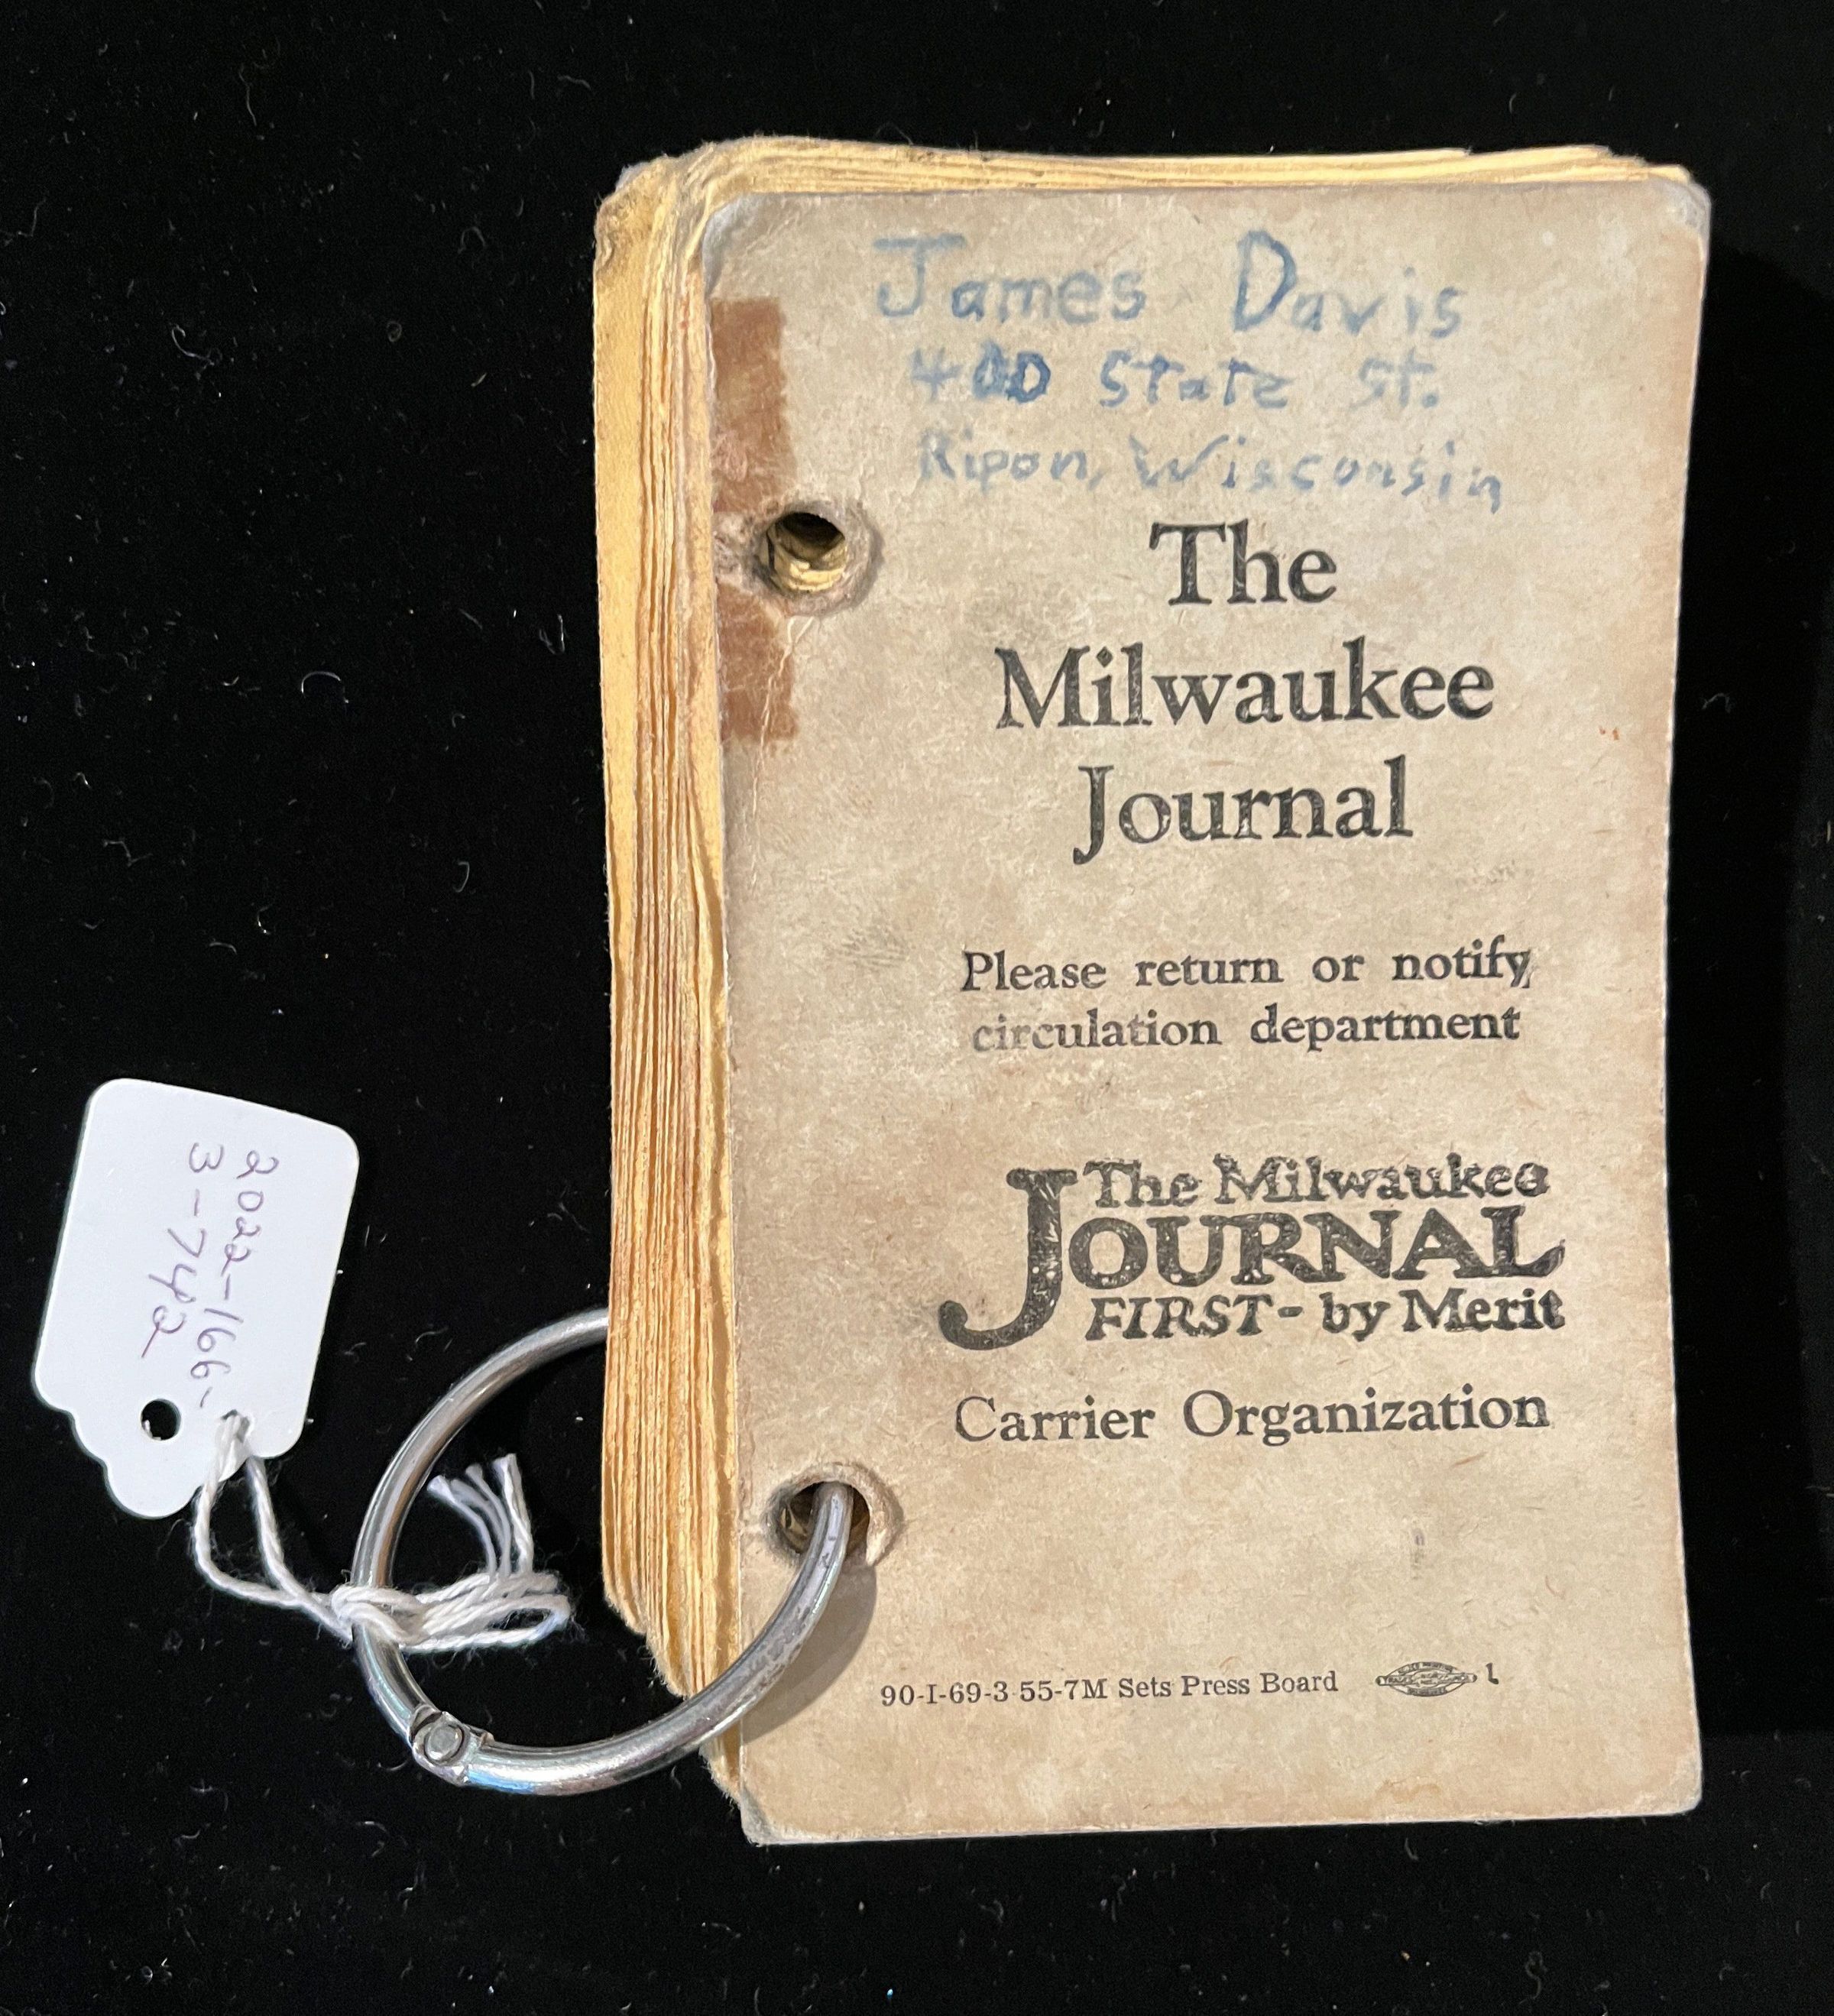 James Davis
400 State St.
Ripon, Wisconsin
The
Milwaukee
Journal
Please return or notify
circulation department
The Milwaukee
JOURNAL
FIRST - by Merit
Carrier Organization
90-I-69-3-55-7M Sets Press Board
2022-166-
3-742